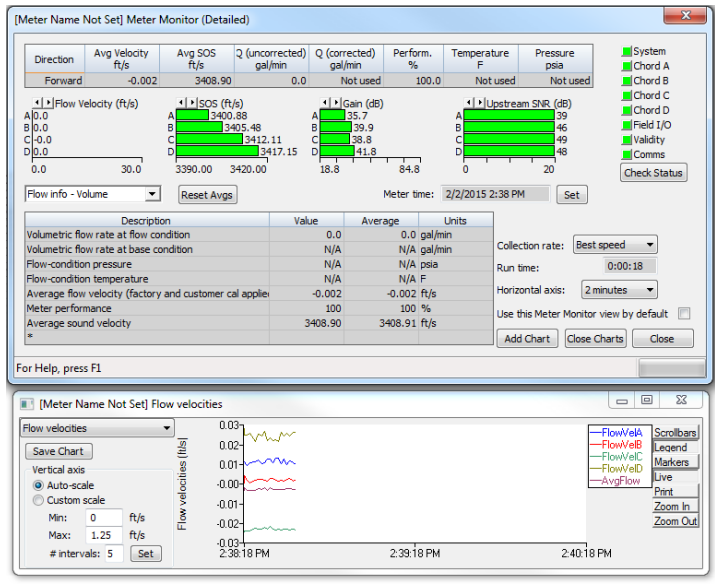 [Meter Name Not Set] Meter Monitor (Detailed)
Direction Avg Velocity ft/s Avg SOS ft/s Q (uncorrected) gal/min Q (corrected) gal/min Perform. % Temperature F Pressure psia
Forward -0.002 3408.90 0.0 Not used 100.0 Not used Not used
System
Chord A
Chord B
Chord C
Chord D
Field I/O
Validity
Comms
Check Status
Flow Velocity (ft/s)
A 0.0
B 0.0
C -0.0
D 0.0
0.0 30.0
SOS (ft/s)
A 3400.88
B 3405.48
C 3412.11
D 3417.15
3390.00 3420.00
Gain (dB)
A 35.7
B 39.9
C 38.8
D 41.8
18.8 84.8
Upstream SNR (dB)
A 39
B 46
C 49
D 48
0 20
Flow info - Volume Reset Avgs Meter time: 2/2/2015 2:38 PM Set
Description Value Average Units
Volumetric flow rate at flow condition 0.0 0.0 gal/min
Volumetric flow rate at base condition N/A N/A gal/min
Flow-condition pressure N/A N/A psia
Flow-condition temperature N/A N/A F
Average flow velocity (factory and customer cal applie -0.002 -0.002 ft/s
Meter performance 100 100 %
Average sound velocity 3408.90 3408.91 ft/s
*
Collection rate: Best speed
Run time: 0:00:18
Horizontal axis: 2 minutes
Use this Meter Monitor view by default
Add Chart Close Charts Close
For Help, press F1
[Meter Name Not Set] Flow velocities
Flow velocities
Save Chart
Vertical axis
Auto-scale
Custom scale
Min: 0 ft/s
Max: 1.25 ft/s
# intervals: 5 Set
Flow velocities [ft/s]
0.03
0.02
0.01
-0.00
-0.01
-0.02
-0.03
2:38:18 PM 2:39:18 PM 2:40:18 PM
FlowVelA
FlowVelB
FlowVelC
FlowVelD
AvgFlow
Scrollbars
Legend
Markers
Live
Print
Zoom In
Zoom Out